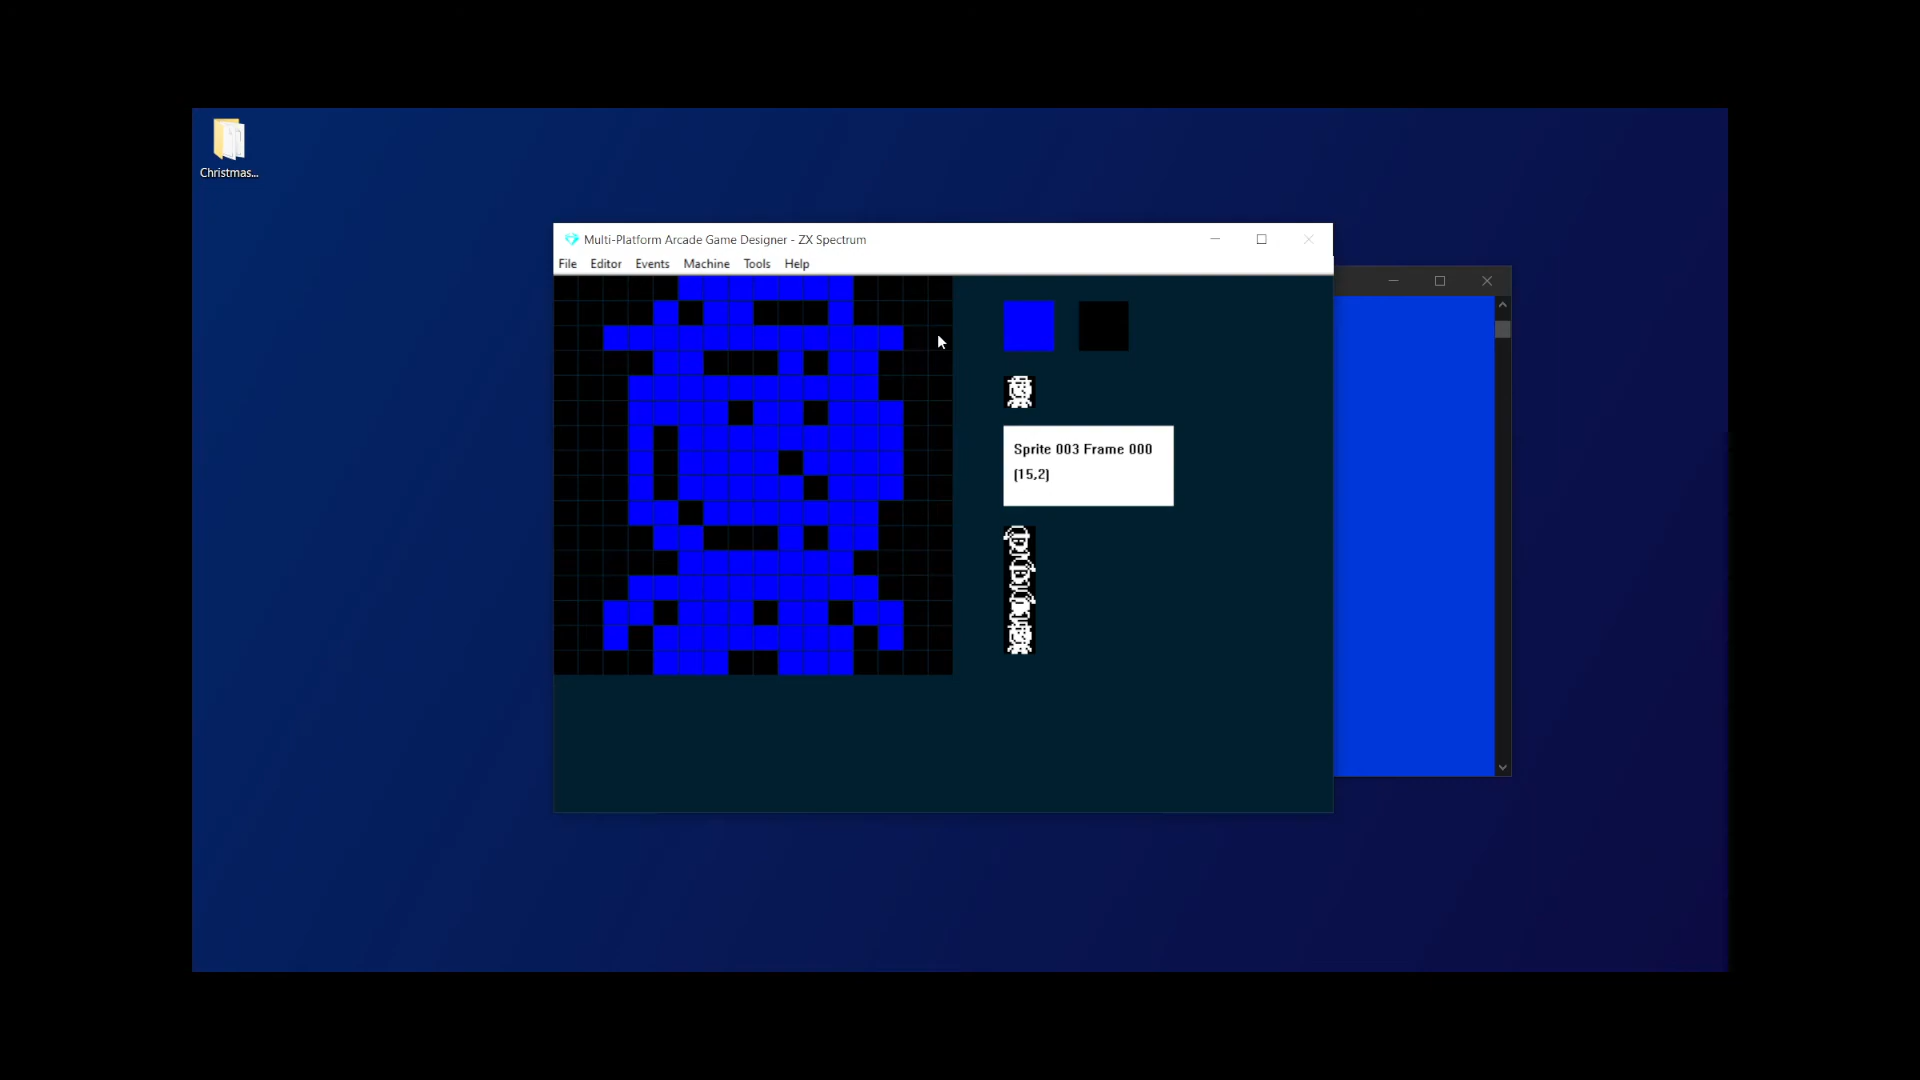 Christmas...
Multi-Platform Arcade Game Designer - ZX Spectrum
File Editor Events Machine Tools Help
Sprite 003 Frame 000
(15,2)